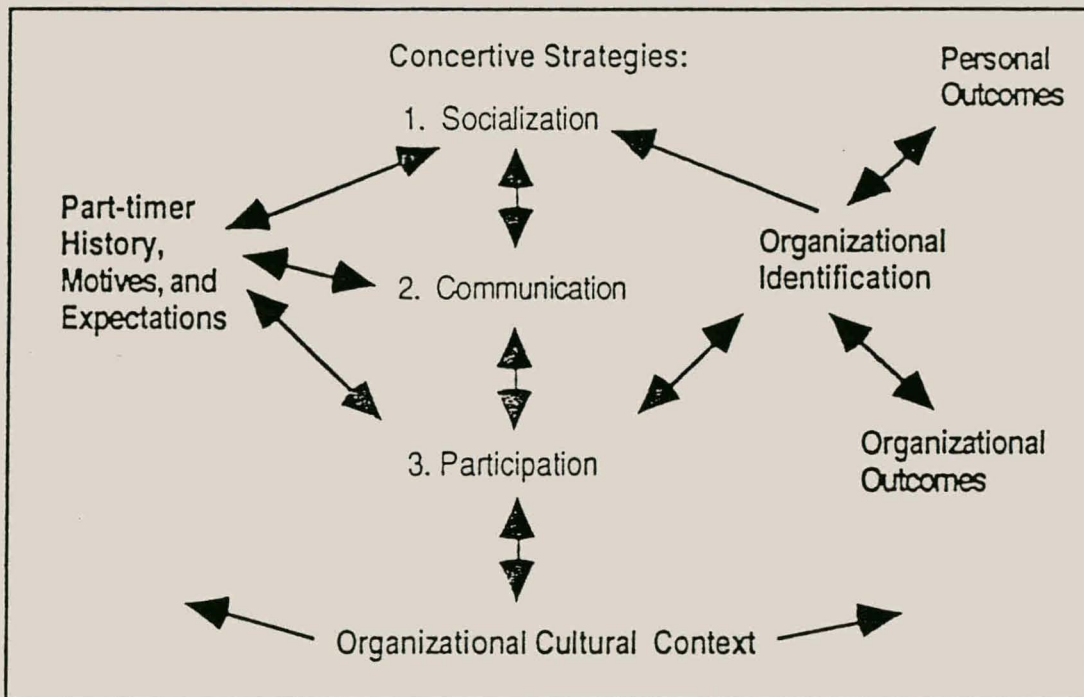 Concertive Strategies:
1. Socialization
Personal
Outcomes
Part-timer
History,
Motives, and
Expectations
2. Communication
Organizational
Identification
3. Participation
Organizational
Outcomes
Organizational Cultural Context